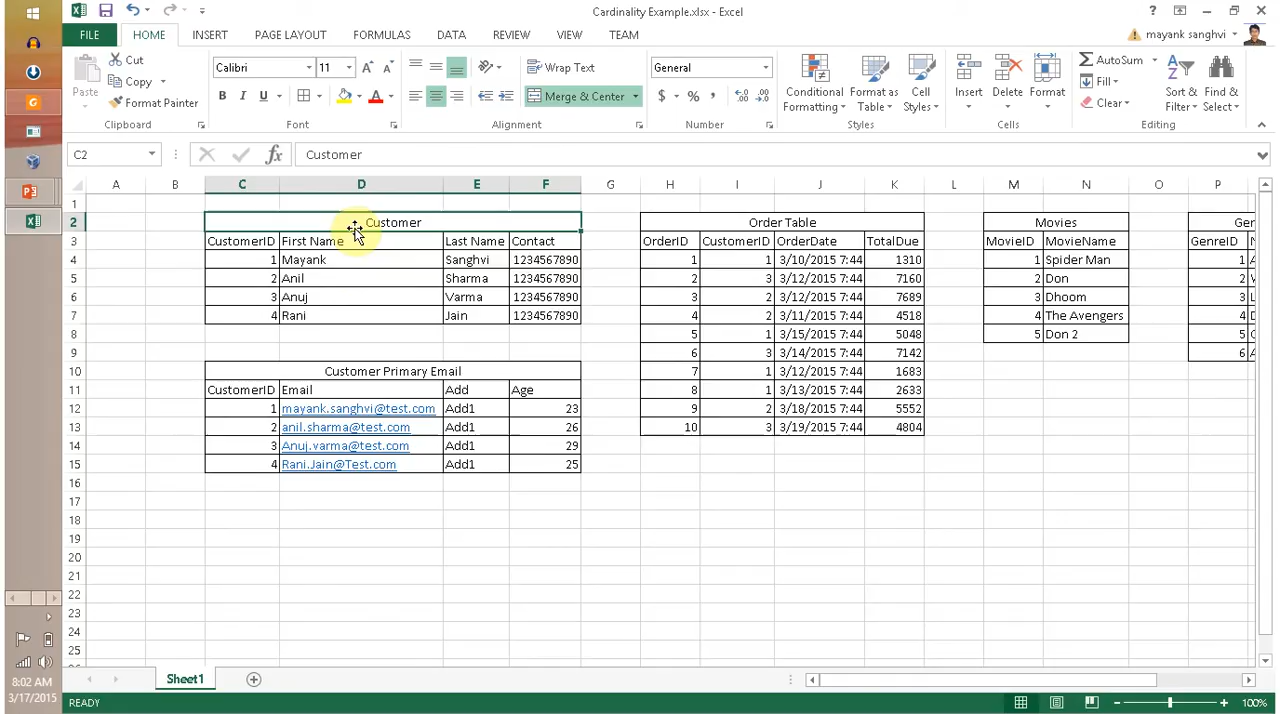 Cardinality Example.xlsx - Excel
FILE HOME INSERT PAGE LAYOUT FORMULAS DATA REVIEW VIEW TEAM mayank sanghvi
Cut
Copy
Format Painter
Paste
Clipboard
Calibri 11
B I U
Font
Wrap Text
Merge & Center
Alignment
General
$ % ,
Number
Conditional Formatting
Format as Table
Cell Styles
Styles
Insert Delete Format
Cells
AutoSum
Fill
Clear
Sort & Filter
Find & Select
Editing
C2 fx Customer
A B C D E F G H I J K L M N O P
1
2 Customer Order Table Movies Gen
3 CustomerID First Name Last Name Contact OrderID CustomerID OrderDate TotalDue MovieID MovieName GenreID
4 1 Mayank Sanghvi 1234567890 1 1 3/10/2015 7:44 1310 1 Spider Man 1
5 2 Anil Sharma 1234567890 2 3 3/12/2015 7:44 7160 2 Don 2
6 3 Anuj Varma 1234567890 3 2 3/12/2015 7:44 7689 3 Dhoom 3
7 4 Rani Jain 1234567890 4 2 3/11/2015 7:44 4518 4 The Avengers 4
8 5 1 3/15/2015 7:44 5048 5 Don 2 5
9 6 3 3/14/2015 7:44 7142 6
10 Customer Primary Email 7 1 3/12/2015 7:44 1683
11 CustomerID Email Add Age 8 1 3/13/2015 7:44 2633
12 1 mayank.sanghvi@test.com Add1 23 9 2 3/18/2015 7:44 5552
13 2 anil.sharma@test.com Add1 26 10 3 3/19/2015 7:44 4804
14 3 Anuj.varma@test.com Add1 29
15 4 Rani.Jain@Test.com Add1 25
16
17
18
19
20
21
22
23
24
25
Sheet1
8:02 AM
3/17/2015
READY 100%